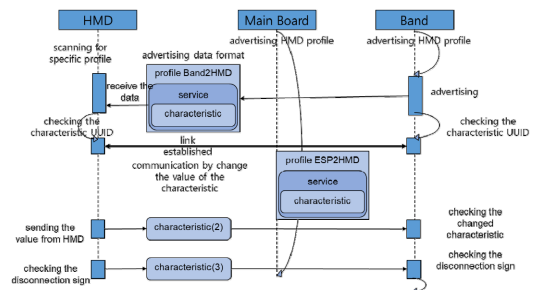 HMD
Main Board
Band
scanning for
specific profile
advertising data format
advertising HMD profile
advertising HMD profile
profile Band2HMD
service
characteristic
receive the
data
advertising
checking the
characteristic UUID
checking the
characteristic UUID
link
established
communication by change
the value of the
characteristic
profile ESP2HMD
service
characteristic
sending the
value from HMD
characteristic(2)
checking the
changed
characteristic
checking the
disconnection sign
characteristic(3)
checking the
disconnection sign